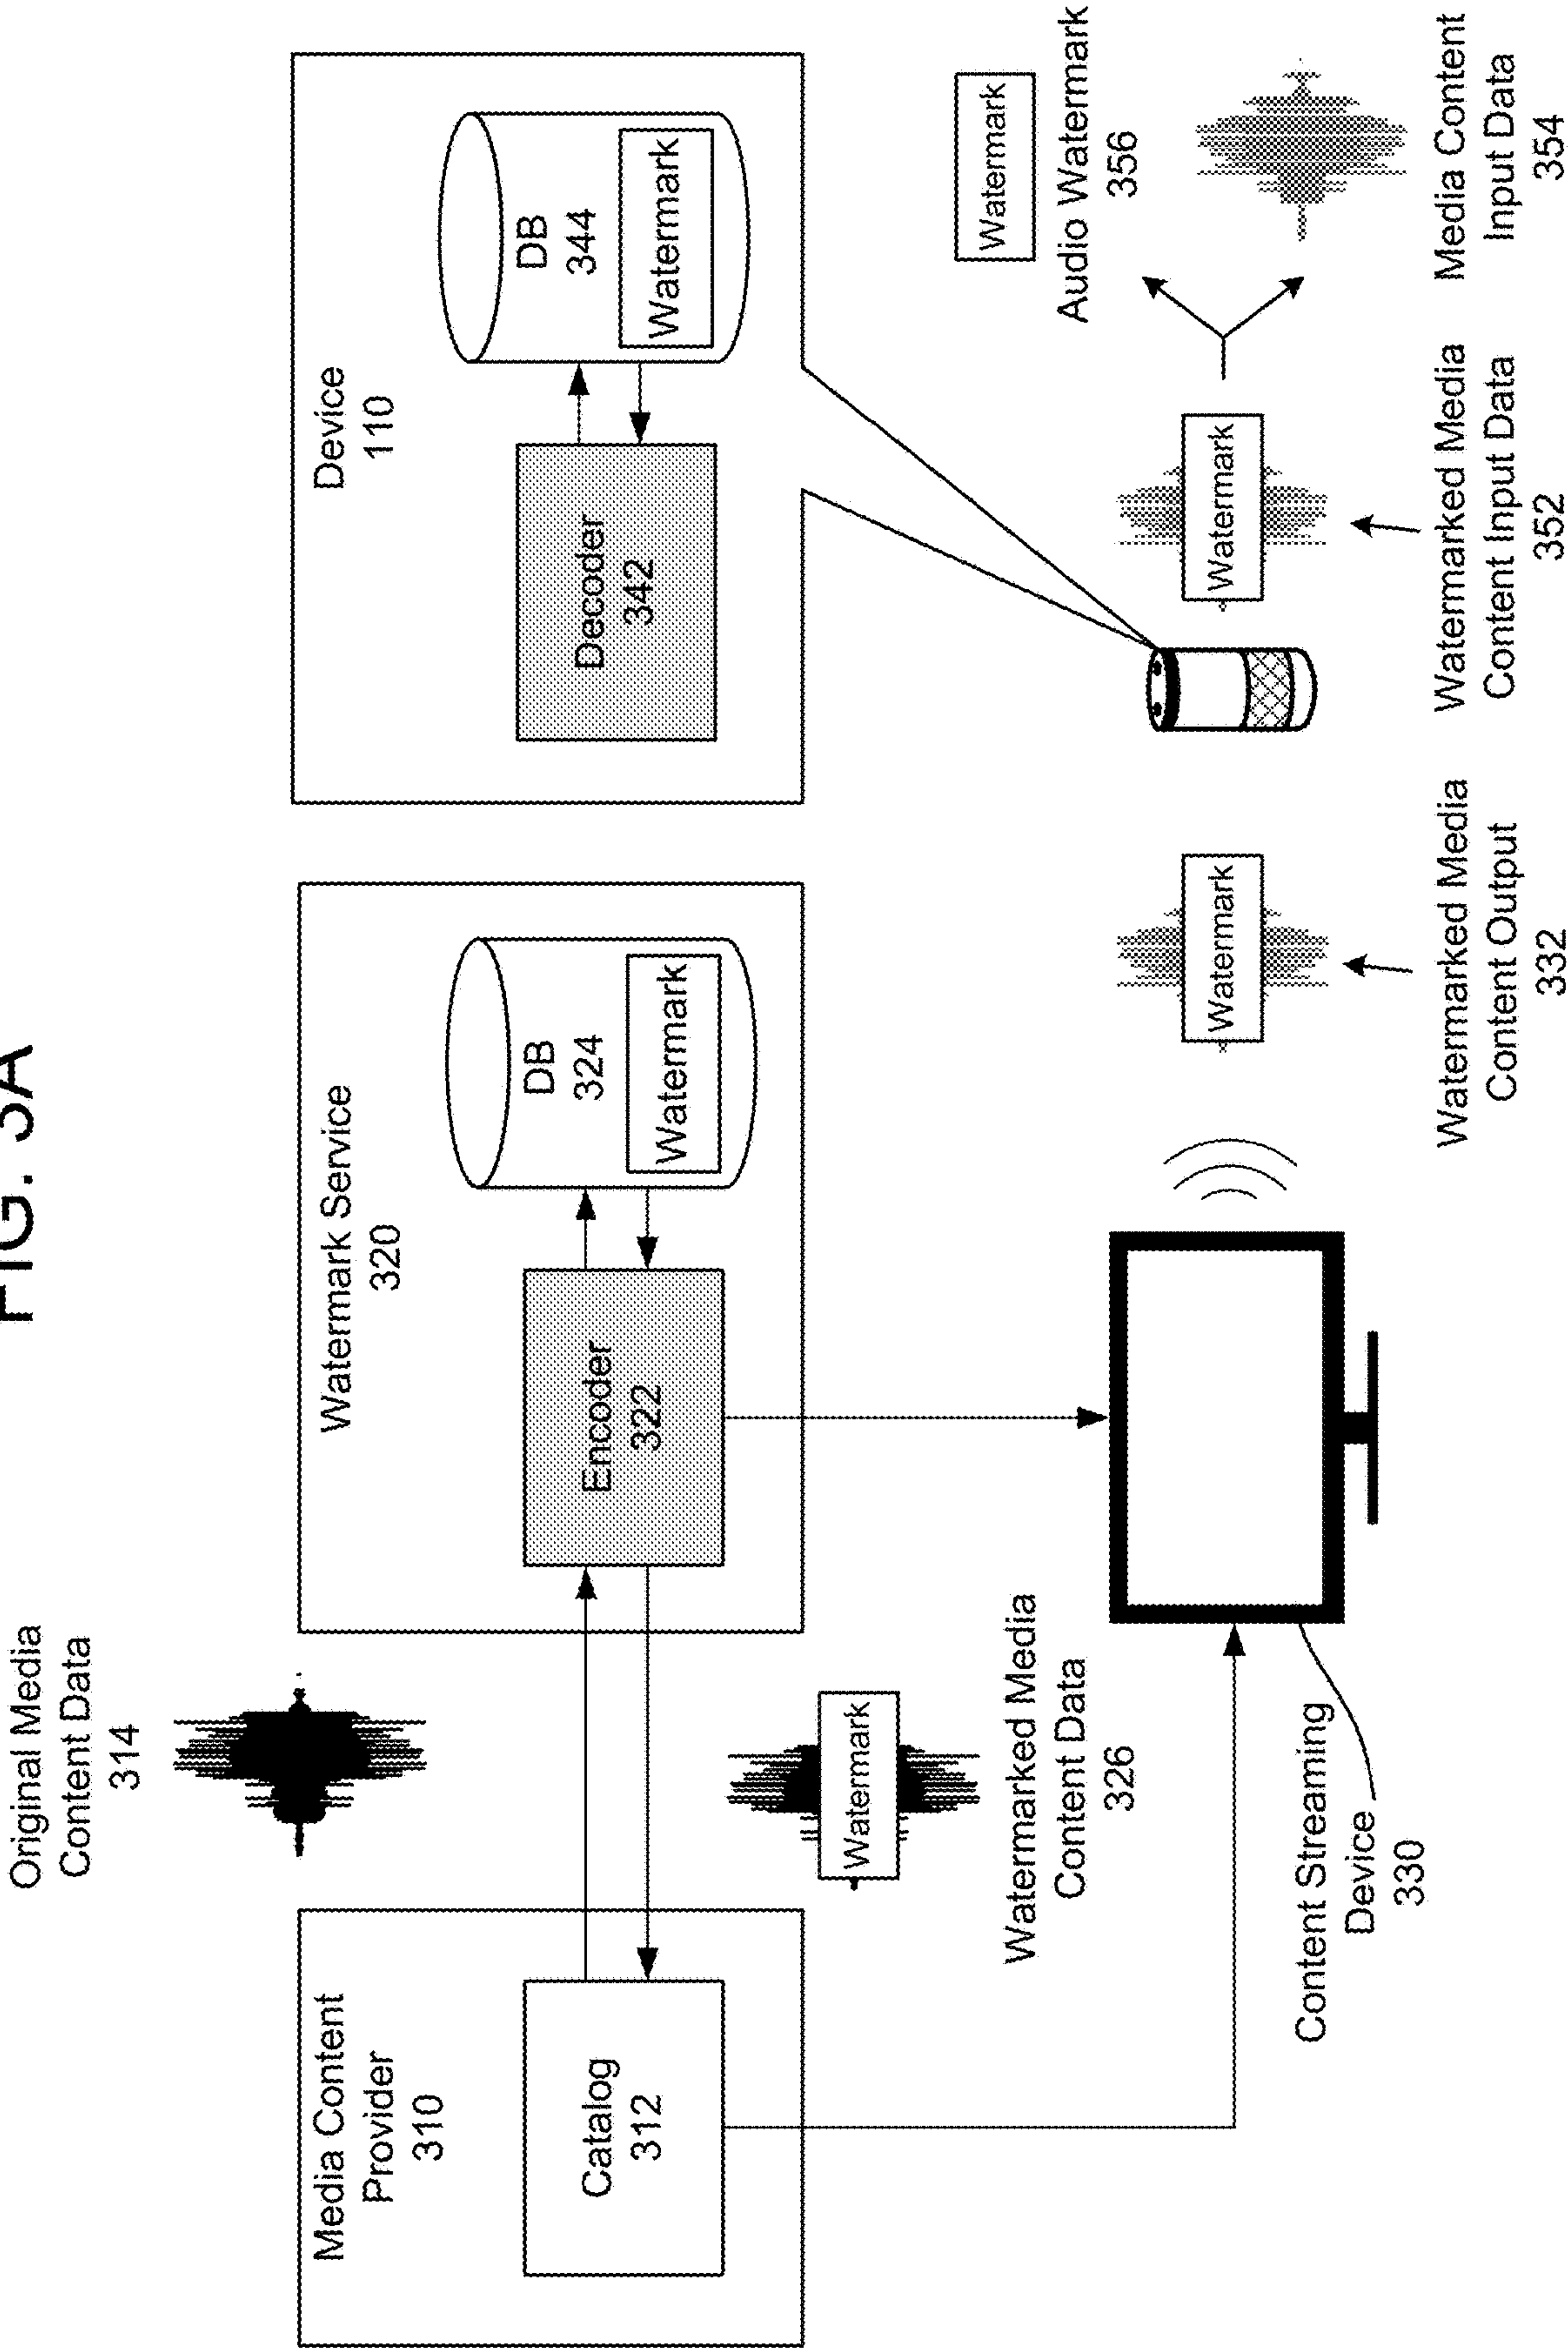 FIG. 3A
Original Media
Content Data
314
Media Content
Provider
310
Catalog
312
Watermark Service
320
Encoder
322
DB
324
Watermark
Device
110
Decoder
342
DB
344
Watermark
Watermark
Watermarked Media
Content Data
326
Content Streaming
Device
330
Watermark
Watermarked Media
Content Output
332
Watermark
Watermarked Media
Content Input Data
352
Watermark
Audio Watermark
356
Media Content
Input Data
354